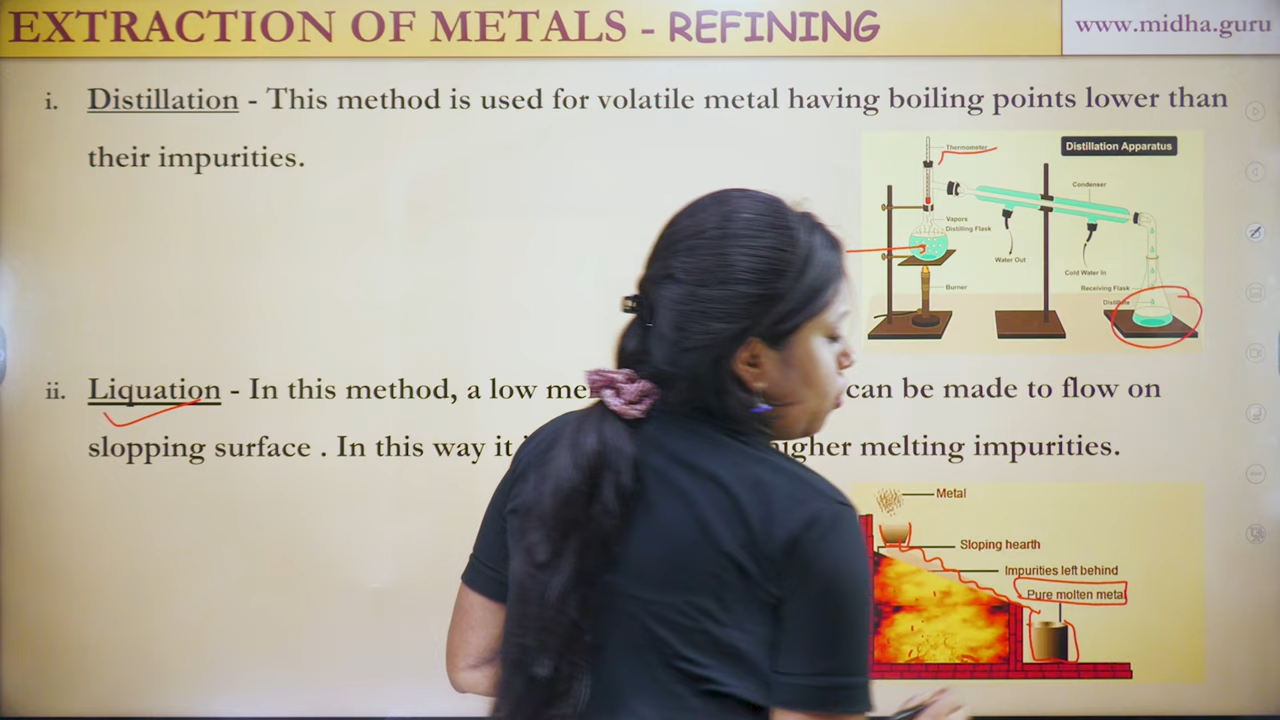 EXTRACTION OF METALS - REFINING
www.midha.guru
i. Distillation - This method is used for volatile metal having boiling points lower than
their impurities.
Distillation Apparatus
Thermometer
Condenser
Vapors
Distilling Flask
Water Out
Cold Water In
Burner
Receiving Flask
ii. Liquation - In this method, a low can be made to flow on
slopping surface . In this way it higher melting impurities.
Metal
Sloping hearth
Impurities left behind
Pure molten metal